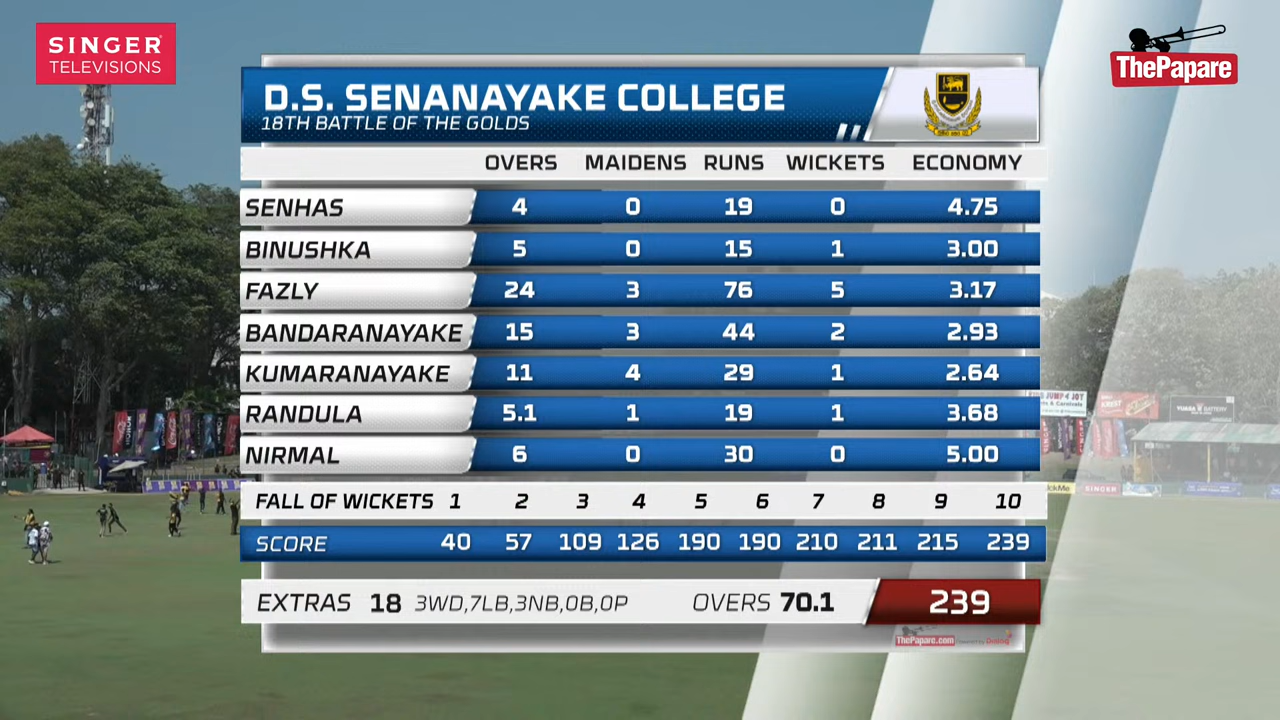 SINGER
TELEVISIONS
ThePapare
D.S. SENANAYAKE COLLEGE
18TH BATTLE OF THE GOLDS
OVERS MAIDENS RUNS WICKETS ECONOMY
SENHAS 4 0 19 0 4.75
BINUSHKA 5 0 15 1 3.00
FAZLY 24 3 76 5 3.17
BANDARANAYAKE 15 3 44 2 2.93
KUMARANAYAKE 11 4 29 1 2.64
RANDULA 5.1 1 19 1 3.68
NIRMAL 6 0 30 0 5.00
FALL OF WICKETS 1 2 3 4 5 6 7 8 9 10
SCORE 40 57 109 126 190 190 210 211 215 239
EXTRAS 18 3WD,7LB,3NB,0B,0P OVERS 70.1 239
ThePapare.com
SINGER